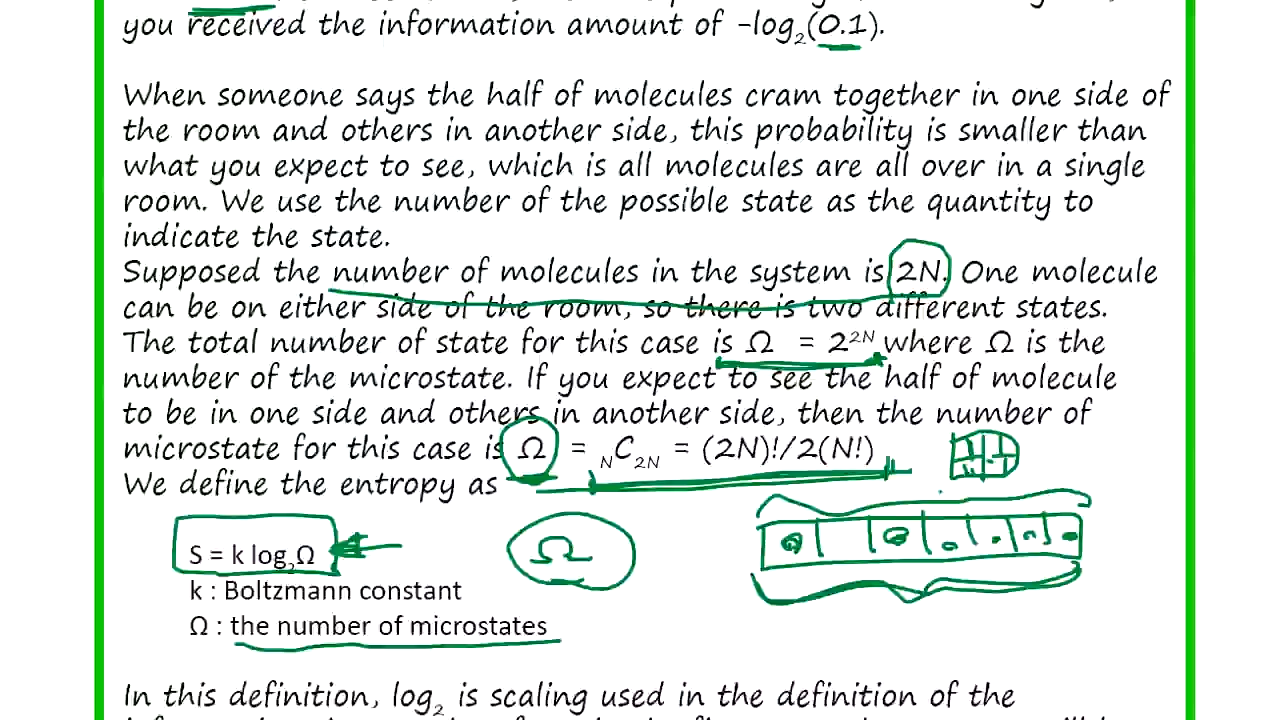 you received the information amount of -log₂(0.1).
When someone says the half of molecules cram together in one side of
the room and others in another side, this probability is smaller than
what you expect to see, which is all molecules are all over in a single
room. We use the number of the possible state as the quantity to
indicate the state.
Supposed the number of molecules in the system is 2N. One molecule
can be on either side of the room, so there is two different states.
The total number of state for this case is Ω = 2²ᴺ where Ω is the
number of the microstate. If you expect to see the half of molecule
to be in one side and others in another side, then the number of
microstate for this case is Ω = NC2N = (2N)!/2(N!)
We define the entropy as
S = k log₂Ω
Ω
k : Boltzmann constant
Ω : the number of microstates
In this definition, log₂ is scaling used in the definition of the